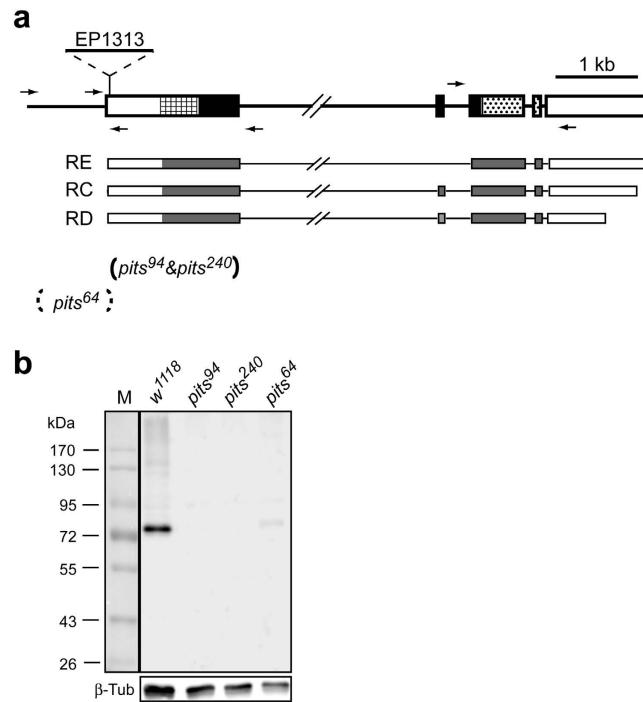 a
EP1313
1 kb
RE
RC
RD
(pits⁹⁴&pits²⁴⁰)
( pits⁶⁴ )
b
kDa M w¹¹¹⁸ pits⁹⁴ pits²⁴⁰ pits⁶⁴
170
130
95
72
55
43
26
β-Tub